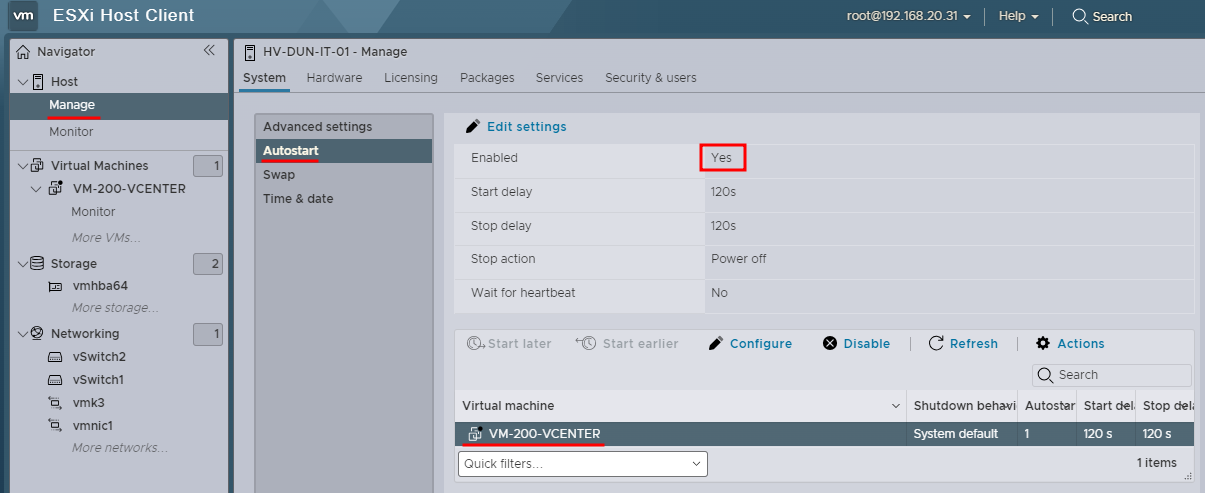 vm ESXi Host Client root@192.168.20.31 Help Search
Navigator
Host
Manage
Monitor
Virtual Machines 1
VM-200-VCENTER
Monitor
More VMs...
Storage 2
vmhba64
More storage...
Networking 1
vSwitch2
vSwitch1
vmk3
vmnic1
More networks...
HV-DUN-IT-01 - Manage
System Hardware Licensing Packages Services Security & users
Advanced settings
Autostart
Swap
Time & date
Edit settings
Enabled Yes
Start delay 120s
Stop delay 120s
Stop action Power off
Wait for heartbeat No
Start later Start earlier Configure Disable Refresh Actions
Search
Virtual machine Shutdown behavi Autostar Start dela Stop dela
VM-200-VCENTER System default 1 120 s 120 s
Quick filters... 1 items